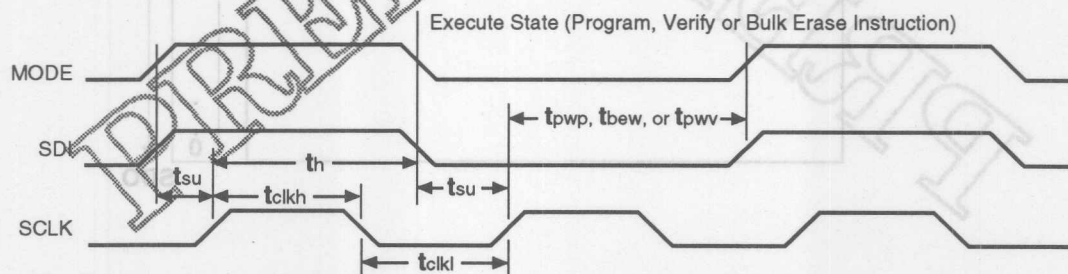 Execute State (Program, Verify or Bulk Erase Instruction)
MODE
tpwp, tbew, or tpwv
SDI
th
tsu
tclkh
tsu
SCLK
tclkl